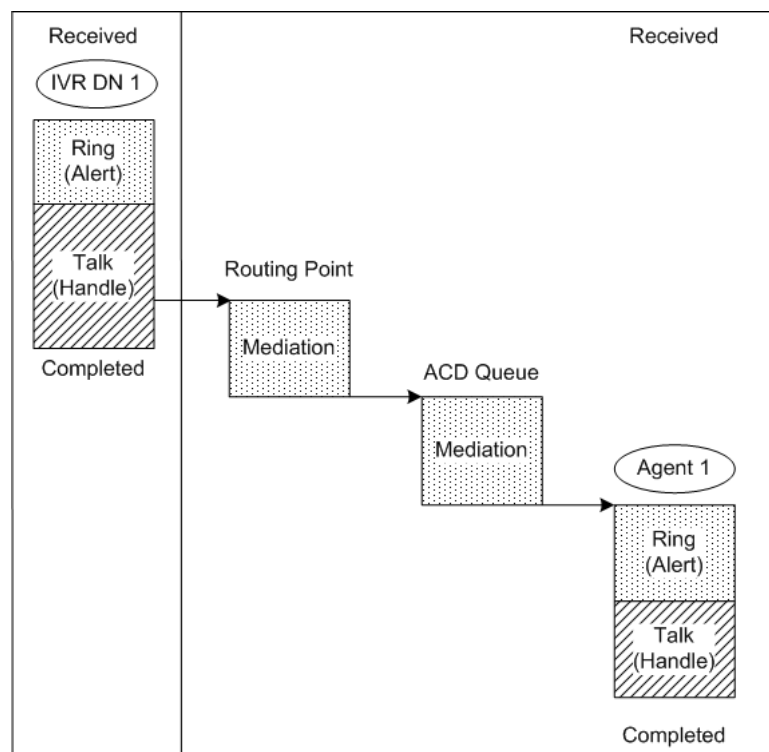 Received
IVR DN 1
Ring
(Alert)
Talk
(Handle)
Completed
Routing Point
Mediation
ACD Queue
Mediation
Received
Agent 1
Ring
(Alert)
Talk
(Handle)
Completed